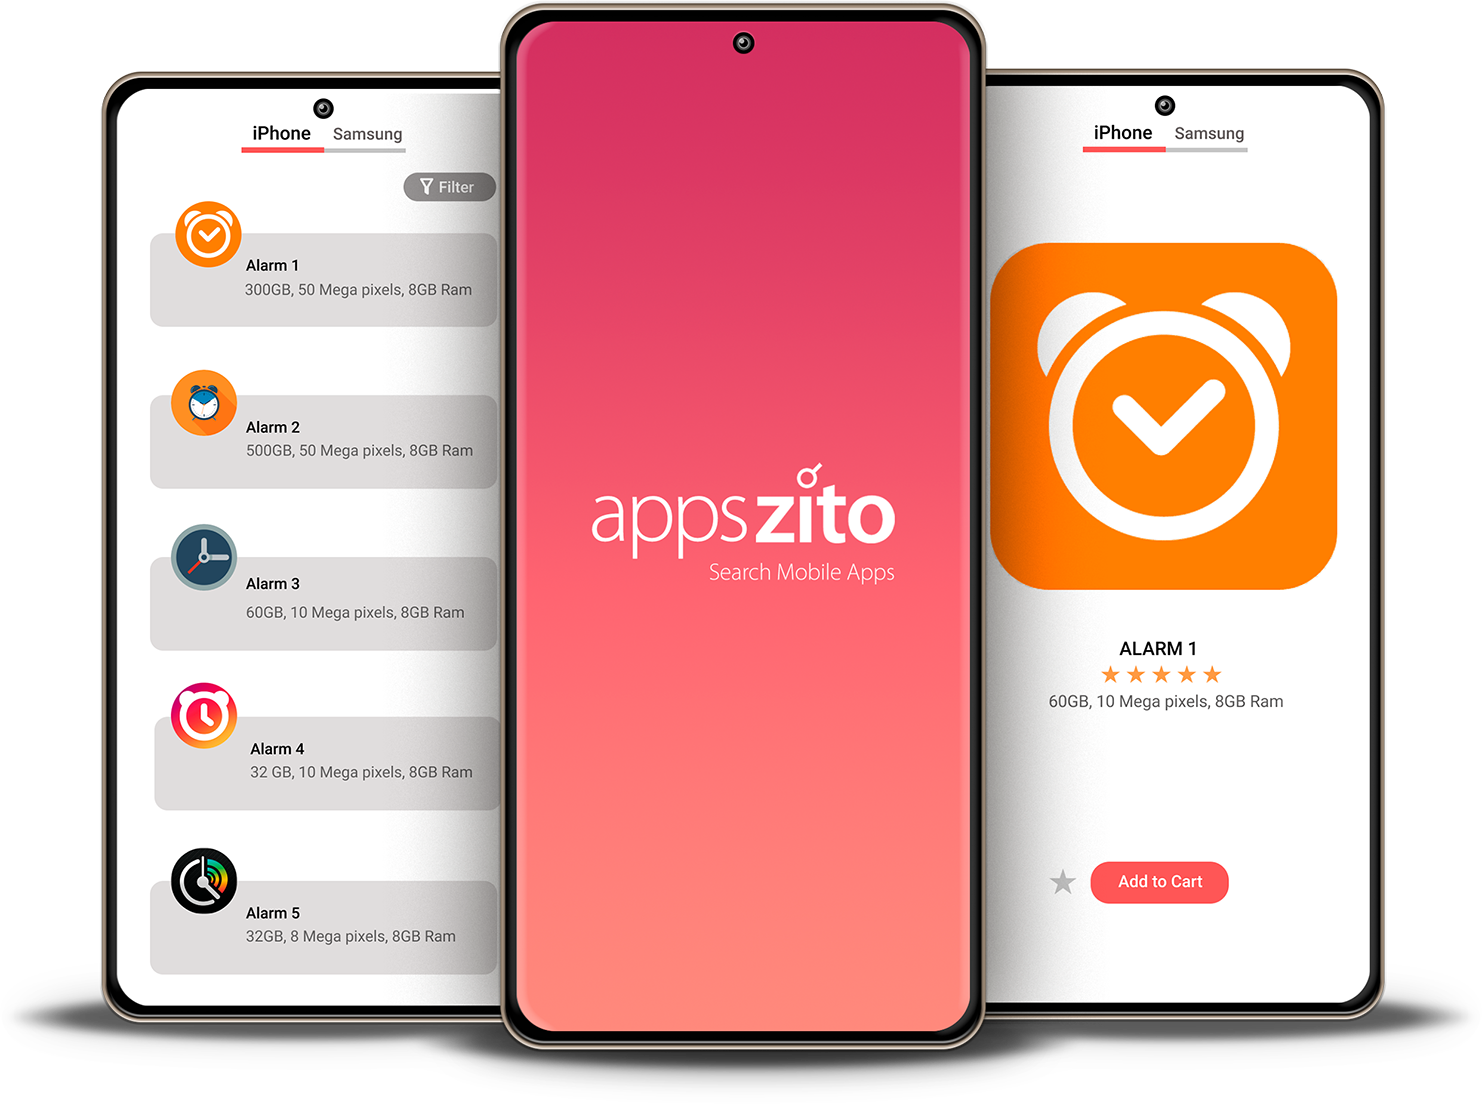 iPhone Samsung
Filter
Alarm 1
300GB, 50 Mega pixels, 8GB Ram
Alarm 2
500GB, 50 Mega pixels, 8GB Ram
Alarm 3
60GB, 10 Mega pixels, 8GB Ram
Alarm 4
32 GB, 10 Mega pixels, 8GB Ram
Alarm 5
32GB, 8 Mega pixels, 8GB Ram
appszito
Search Mobile Apps
iPhone Samsung
ALARM 1
60GB, 10 Mega pixels, 8GB Ram
Add to Cart